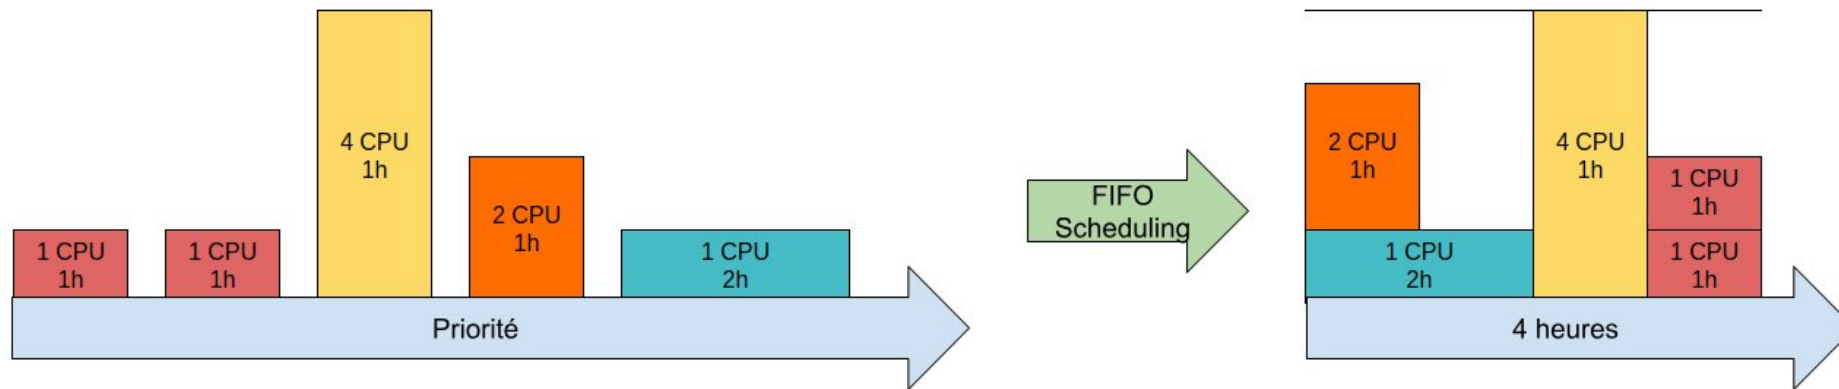 1 CPU
1h
1 CPU
1h
4 CPU
1h
2 CPU
1h
1 CPU
2h
Priorité
FIFO
Scheduling
2 CPU
1h
1 CPU
2h
4 CPU
1h
1 CPU
1h
1 CPU
1h
4 heures